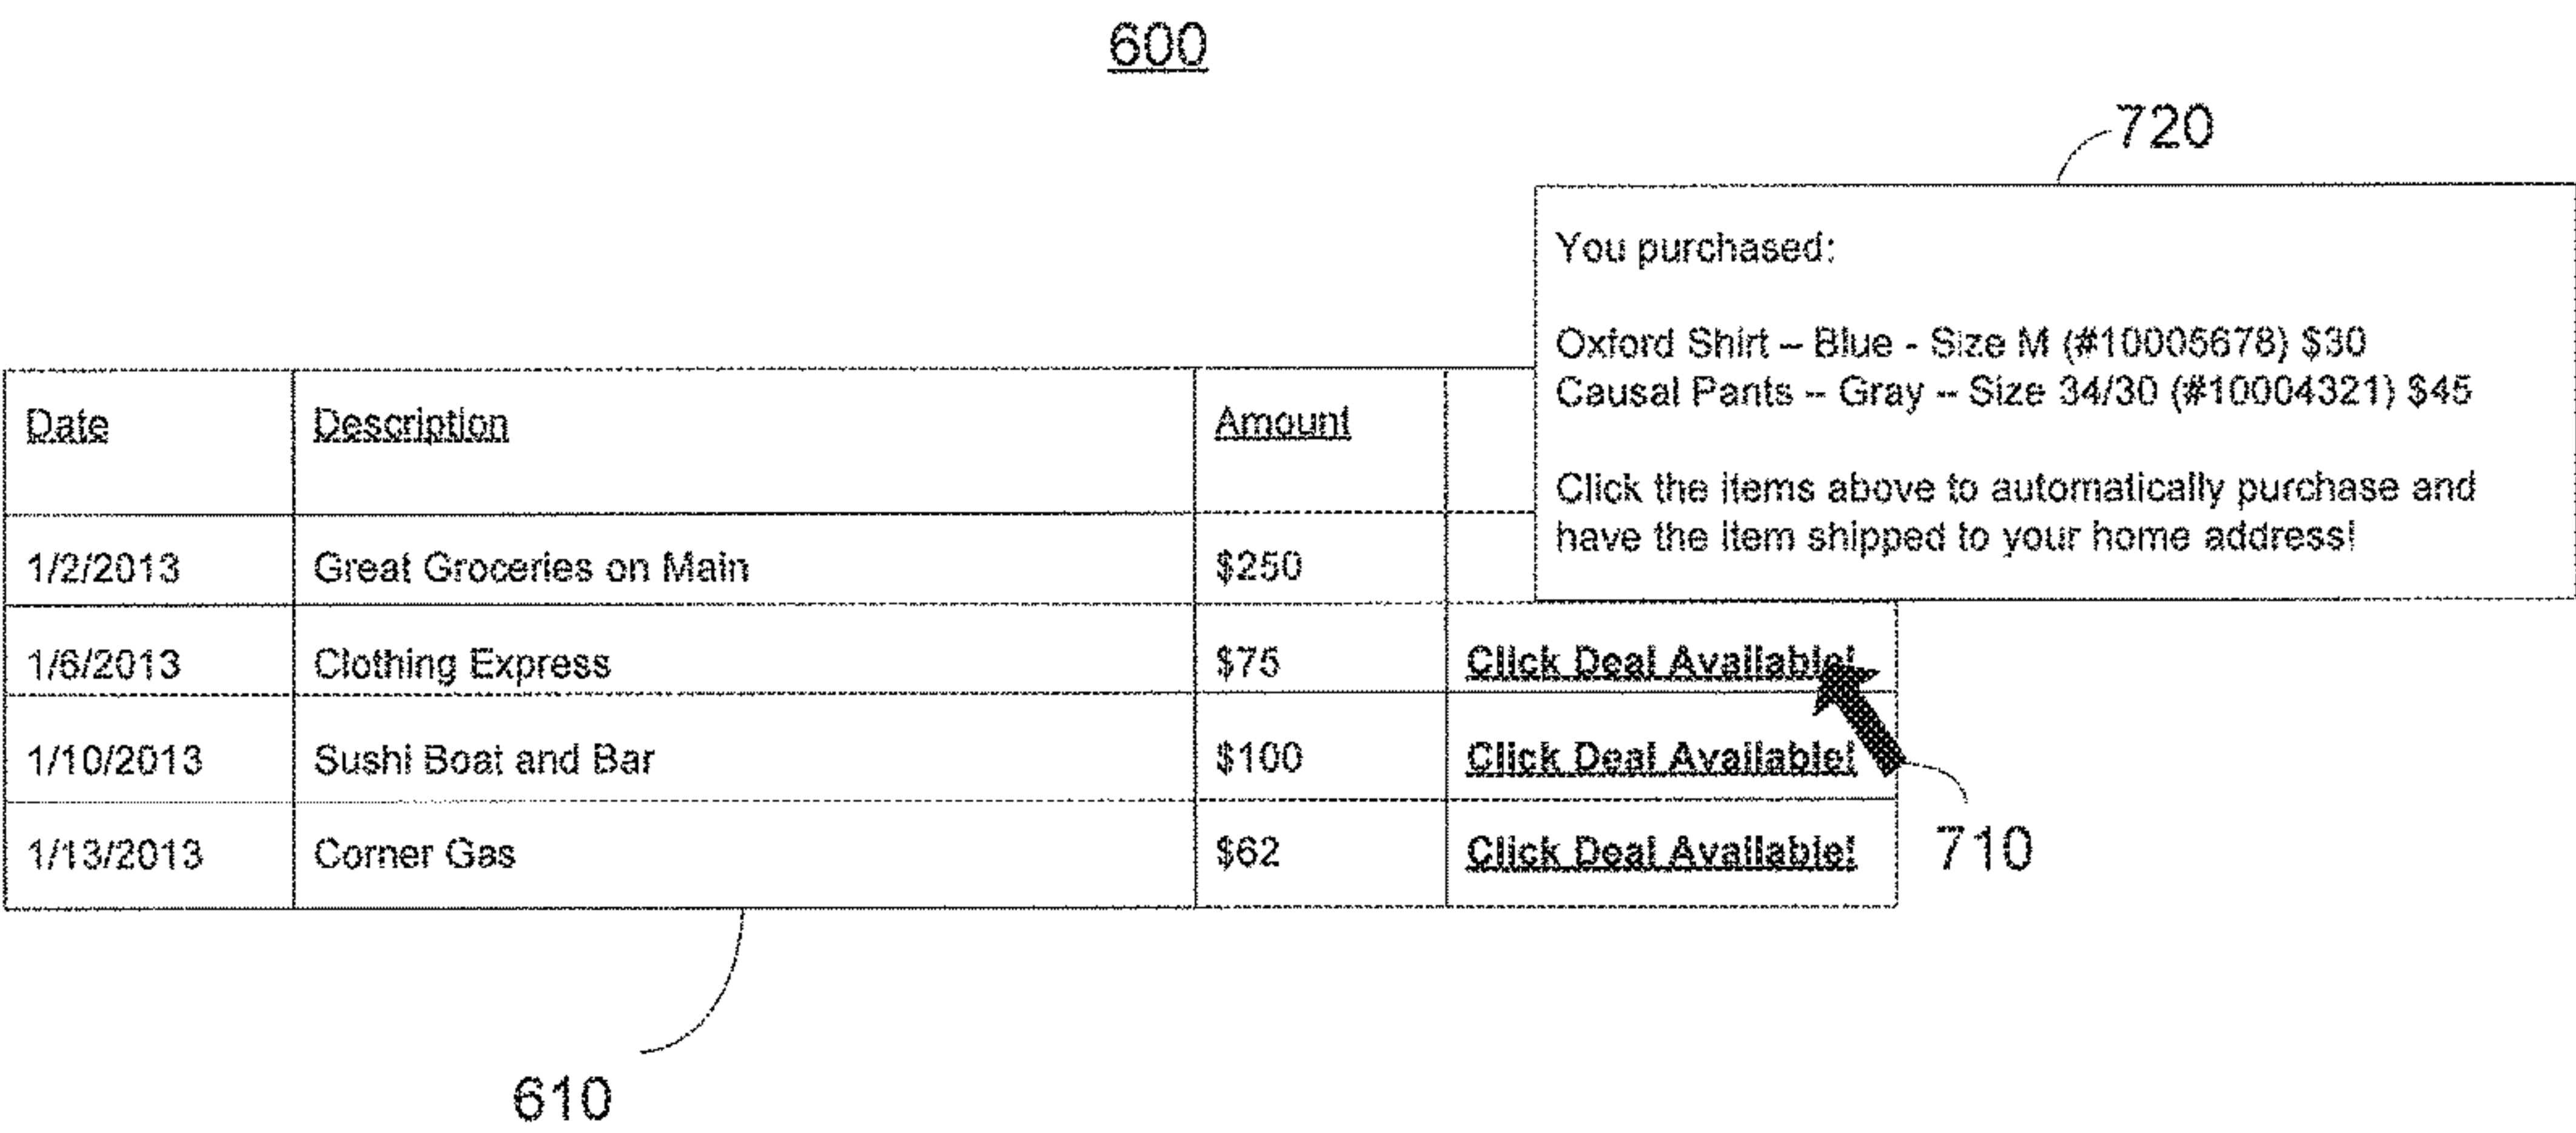 600
720
You purchased:
Oxford Shirt – Blue - Size M (#10005678) $30
Causal Pants -- Gray -- Size 34/30 (#10004321) $45
Click the items above to automatically purchase and
have the item shipped to your home address!
Date Description Amount
1/2/2013 Great Groceries on Main $250
1/6/2013 Clothing Express $75 Click Deal Available!
1/10/2013 Sushi Boat and Bar $100 Click Deal Available!
1/13/2013 Corner Gas $62 Click Deal Available!
710
610